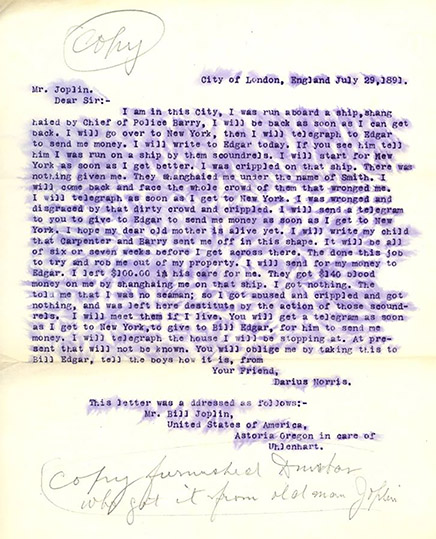 Copy
City of London, England July 29,1891.
Mr. Joplin.
Dear Sir:-
I am in this City, I was run aboard a ship,shang
haied by Chief of Police Barry, I will be back as soon as I can get
back. I will go over to New York, then I will telegraph to Edgar
to send me money. I will write to Edgar today. If you see him tell
him I was run on a ship by them scoundrels. I will start for New
York as soon as I get better. I was crippled on that ship. There was
nothing given me. They shanghaied me under the name of Smith. I
will come back and face the whole crowd of them that wronged me.
I will telegraph as soon as I get to New York. I was wronged and
disgraced by that dirty crowd and crippled. I will send a telegram
to you to give to Edgar to send me money as soon as I get to New
York. I hope my dear old mother is alive yet. I will write my child
that Carpenter and Barry sent me off in this shape. It will be all
of six or seven weeks before I get across there. The done this job
to try and rob me out of my property. I will send for my money to
Edgar. I left $100.00 in his care for me. They got $140 blood
money on me by shanghaing me on that ship. I got nothing. The
told me that I was no seaman; so I got abused and crippled and got
nothing, and was left here destitute by the action of those scound-
rels. I will meet them if I live. You will get a telegram as soon
as I get to New York,to give to Bill Edgar, for him to send me
money. I will telegraph the house I will be stopping at. At pre-
sent that will not be known. You will oblige me by taking this to
Bill Edgar, tell the boys how it is, from
Your Friend,
Darius Norris.
This letter was a ddressed as follows:-
Mr. Bill Joplin,
United States of America,
Astoria Oregon in care of
Uhlenhart.
Copy furnished
who got it from old man Joplin